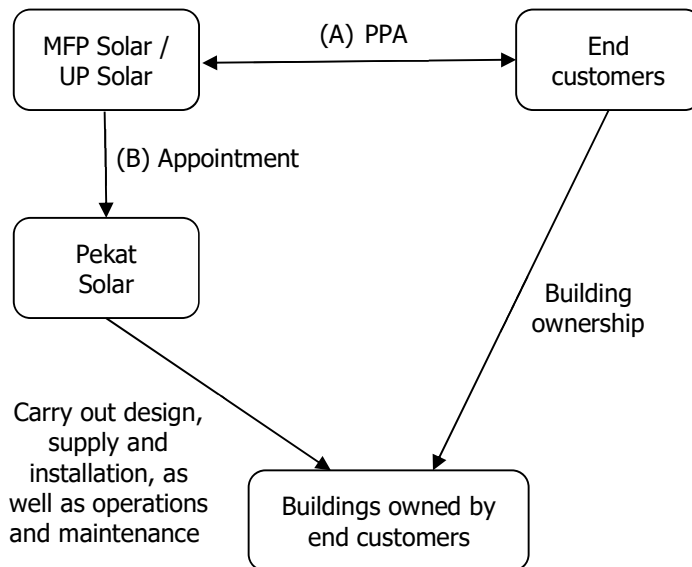 MFP Solar /
UP Solar
(A) PPA
End
customers
(B) Appointment
Pekat
Solar
Building
ownership
Carry out design,
supply and
installation, as
well as operations
and maintenance
Buildings owned by
end customers